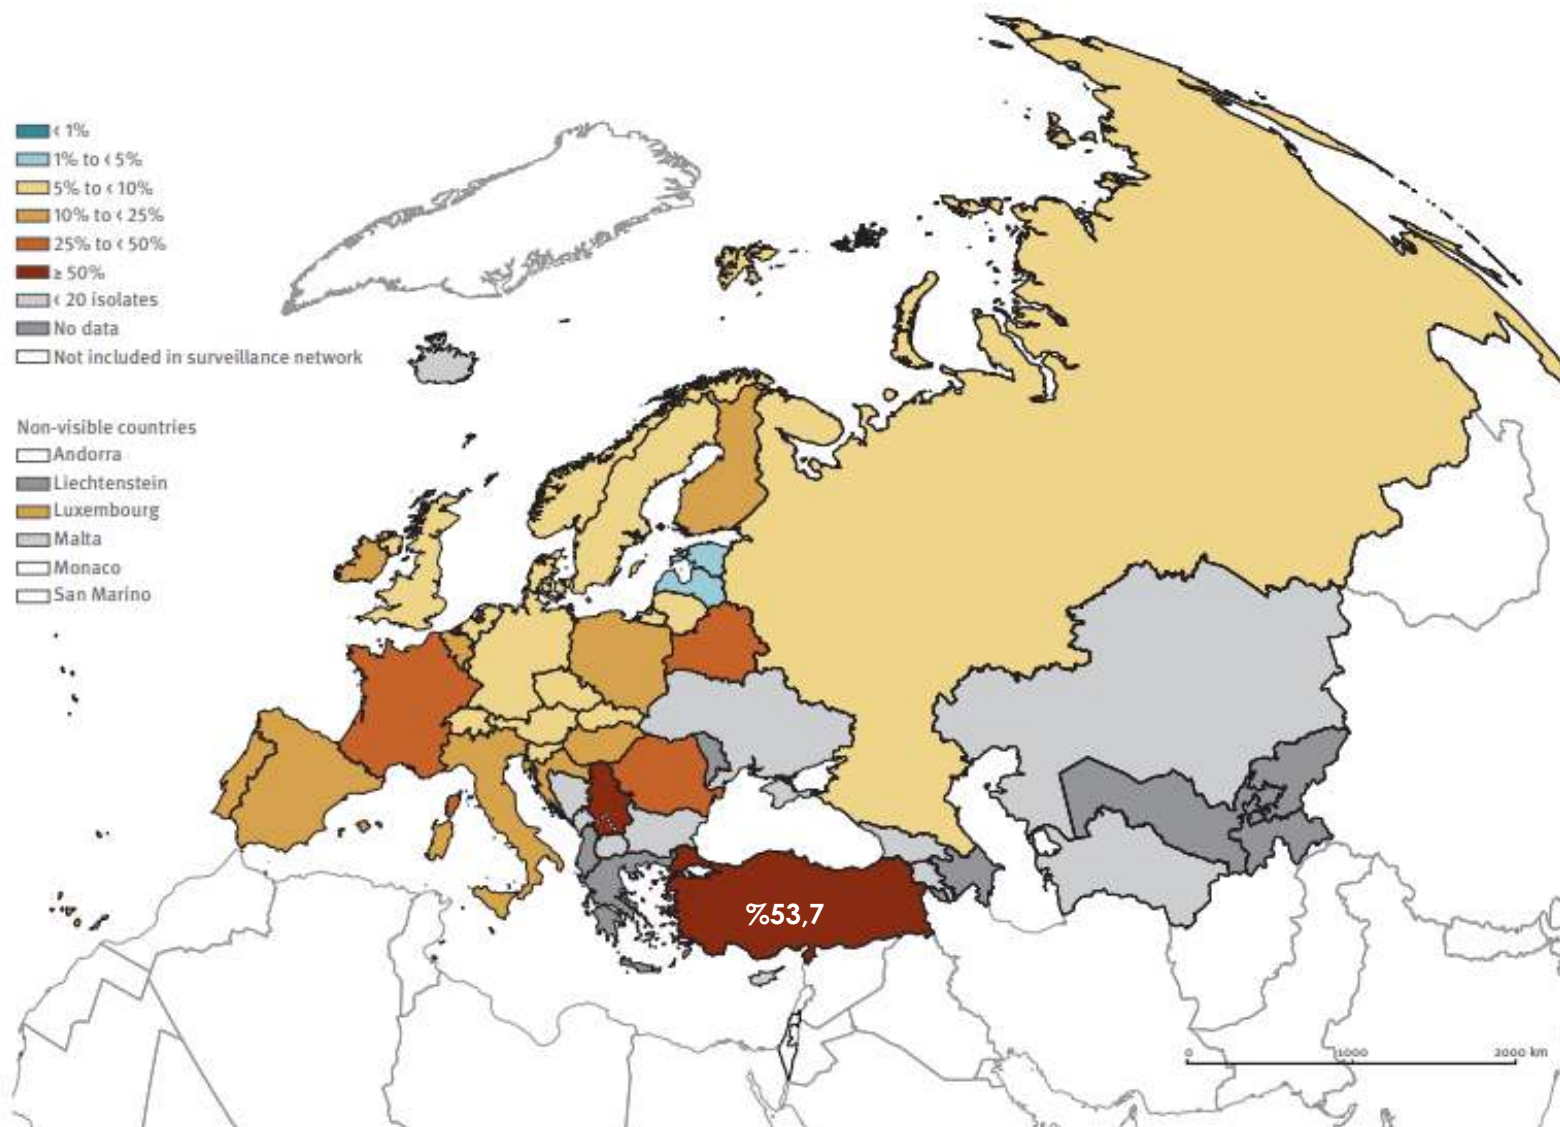 < 1%
1% to < 5%
5% to < 10%
10% to < 25%
25% to < 50%
≥ 50%
< 20 isolates
No data
Not included in surveillance network
Non-visible countries
Andorra
Liechtenstein
Luxembourg
Malta
Monaco
San Marino
%53,7
0 1000 2000 km